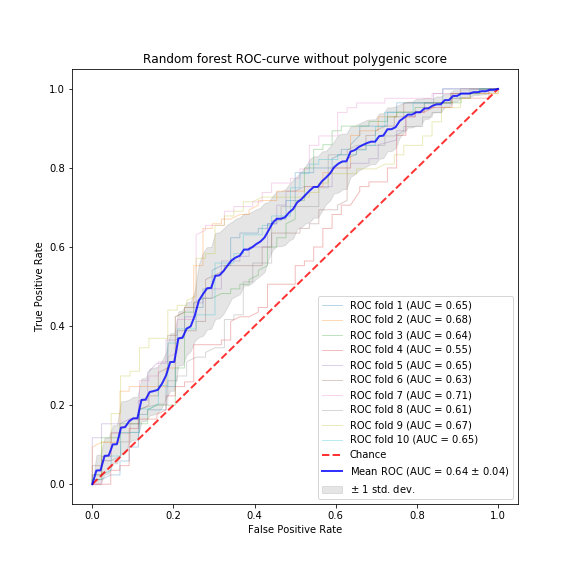 Random forest ROC-curve without polygenic score
1.0
0.8
0.6
0.4
0.2
0.0
True Positive Rate
ROC fold 1 (AUC = 0.65)
ROC fold 2 (AUC = 0.68)
ROC fold 3 (AUC = 0.64)
ROC fold 4 (AUC = 0.55)
ROC fold 5 (AUC = 0.65)
ROC fold 6 (AUC = 0.63)
ROC fold 7 (AUC = 0.71)
ROC fold 8 (AUC = 0.61)
ROC fold 9 (AUC = 0.67)
ROC fold 10 (AUC = 0.65)
Chance
Mean ROC (AUC = 0.64 ± 0.04)
± 1 std. dev.
0.0 0.2 0.4 0.6 0.8 1.0
False Positive Rate